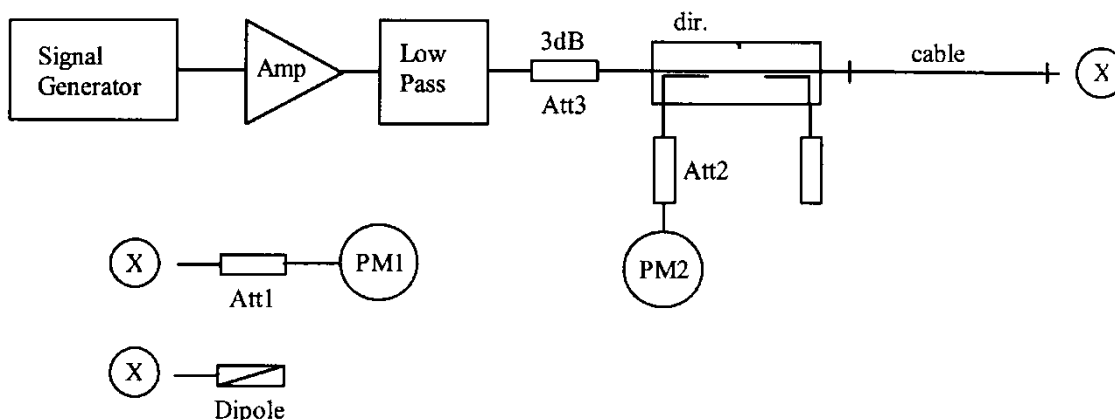 Signal
Generator
Amp
Low
Pass
3dB
Att3
dir.
cable
X
Att2
PM2
X
Att1
PM1
X
Dipole